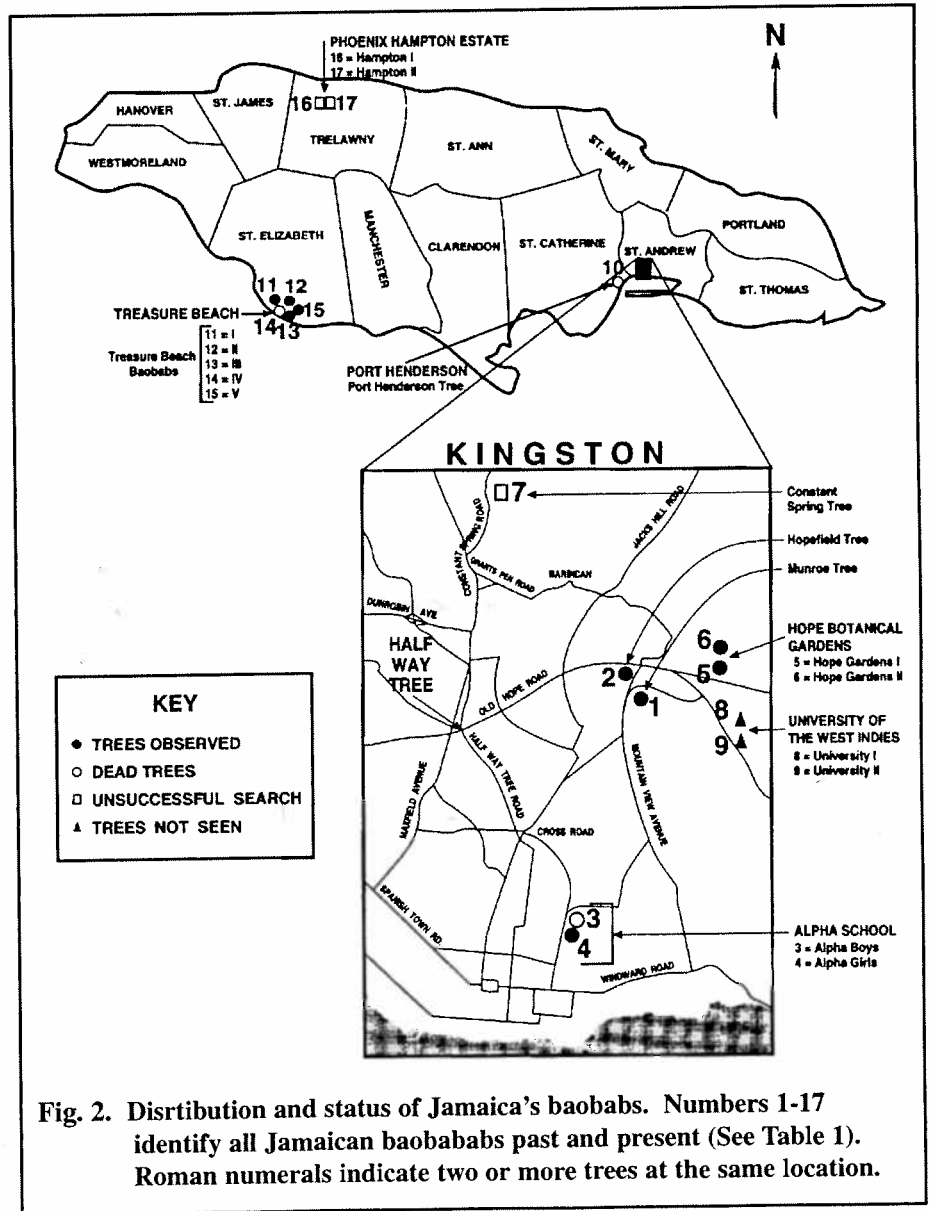 PHOENIX HAMPTON ESTATE
16 = Hampton I
17 = Hampton II
N
HANOVER
ST. JAMES
16
17
TRELAWNY
WESTMORELAND
ST. ANN
ST. MARY
PORTLAND
ST. ELIZABETH
MANCHESTER
CLARENDON
ST. CATHERINE
ST. ANDREW
ST. THOMAS
10
11
12
15
14
13
TREASURE BEACH
Treasure Beach
Baobabs
11 = I
12 = II
13 = III
14 = IV
15 = V
PORT HENDERSON
Port Henderson Tree
KINGSTON
7
Constant
Spring Tree
CONSTANT SPRING ROAD
JACKS HILL ROAD
Hopefield Tree
GRANTS PEN ROAD
BARBICAN
Munroe Tree
DUNROBIN AVE
HALF
WAY
TREE
6
5
HOPE BOTANICAL
GARDENS
5 = Hope Gardens I
6 = Hope Gardens II
2
1
OLD HOPE ROAD
8
9
UNIVERSITY OF
THE WEST INDIES
8 = University I
9 = University II
HALF WAY TREE ROAD
MAXFIELD AVENUE
MOUNTAIN VIEW AVENUE
CROSS ROAD
SPANISH TOWN RD.
3
4
ALPHA SCHOOL
3 = Alpha Boys
4 = Alpha Girls
WINDWARD ROAD
KEY
TREES OBSERVED
DEAD TREES
UNSUCCESSFUL SEARCH
TREES NOT SEEN
Fig. 2. Disrtibution and status of Jamaica's baobabs. Numbers 1-17
identify all Jamaican baobababs past and present (See Table 1).
Roman numerals indicate two or more trees at the same location.